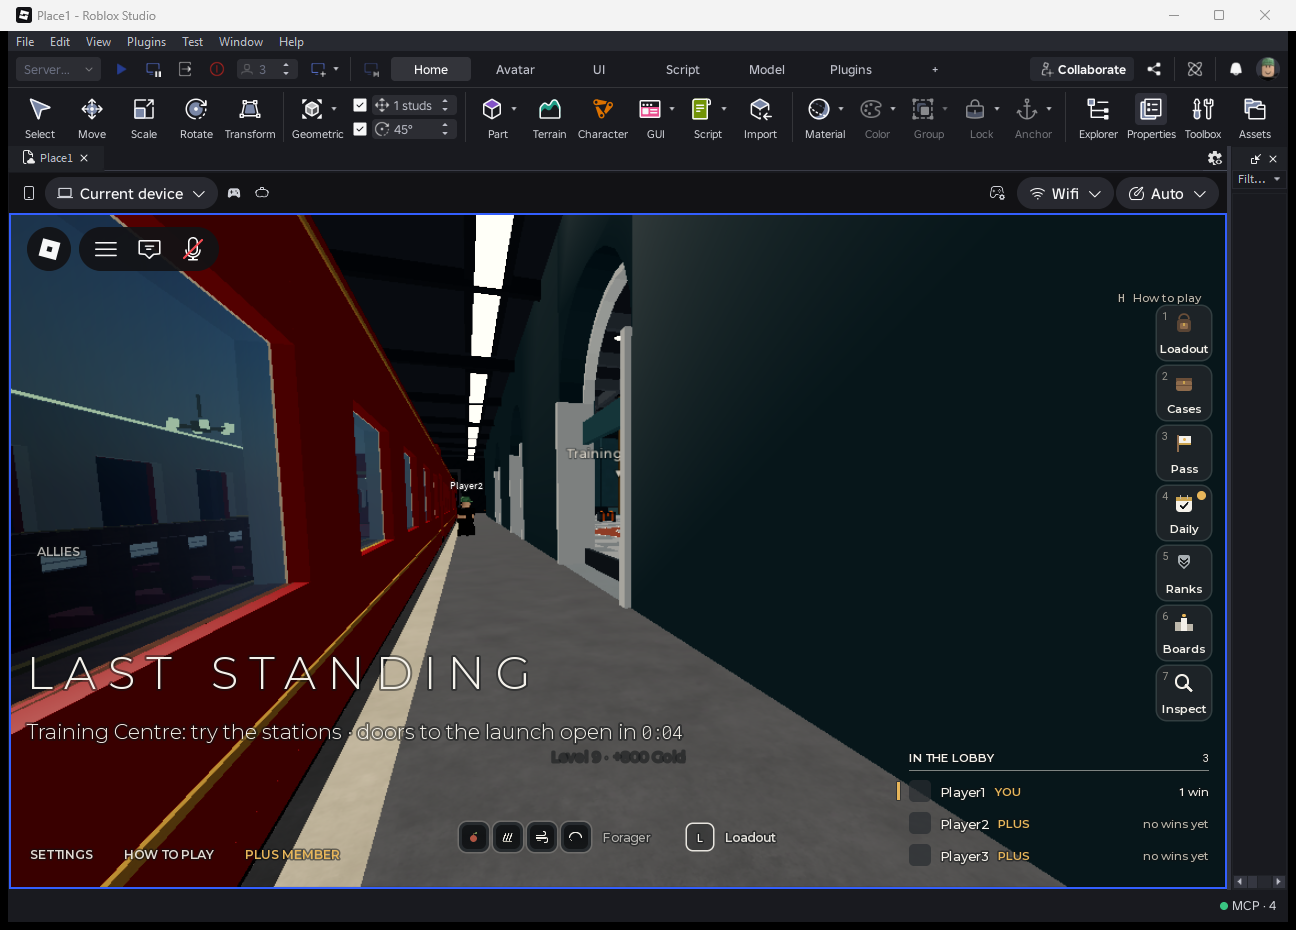 Place1 - Roblox Studio
File Edit View Plugins Test Window Help
Server... 3 Home Avatar UI Script Model Plugins + Collaborate
1 studs
45°
Select Move Scale Rotate Transform Geometric Part Terrain Character GUI Script Import Material Color Group Lock Anchor Explorer Properties Toolbox Assets
Place1
Filt...
Current device Wifi Auto
H How to play
1 Loadout
2 Cases
3 Pass
4 Daily
5 Ranks
6 Boards
7 Inspect
Training
Player2
ALLIES
LAST STANDING
Training Centre: try the stations · doors to the launch open in 0:04
Level 9 · +800 Gold
IN THE LOBBY 3
Player1 YOU 1 win
Player2 PLUS no wins yet
Player3 PLUS no wins yet
Forager L Loadout
SETTINGS HOW TO PLAY PLUS MEMBER
MCP · 4